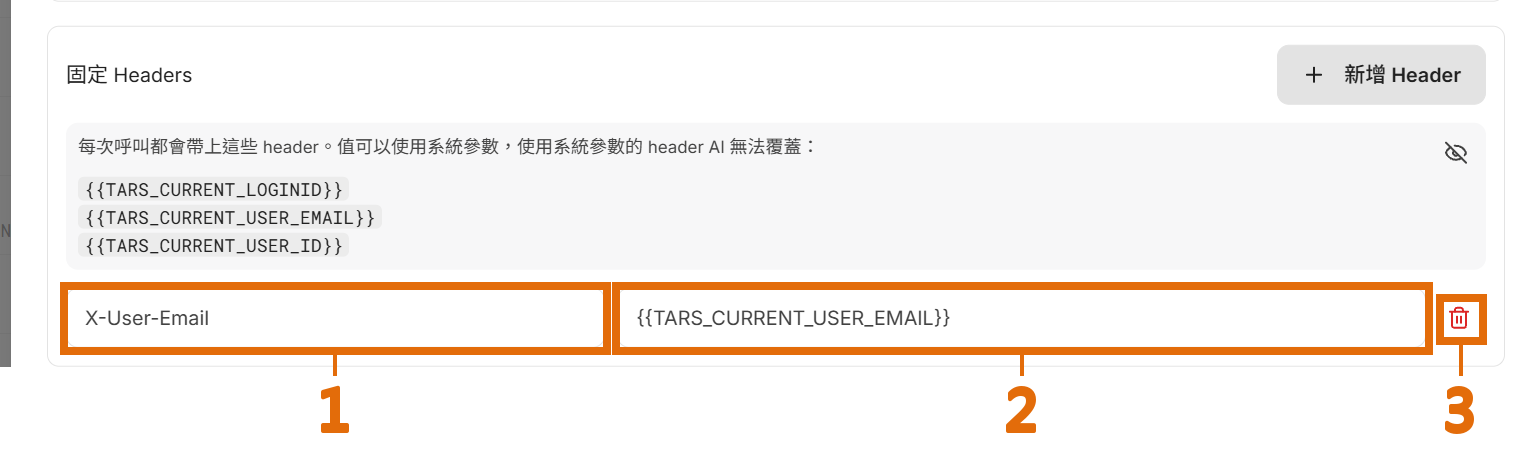 固定 Headers
+ 新增 Header
每次呼叫都會帶上這些 header。值可以使用系統參數，使用系統參數的 header AI 無法覆蓋：
{{TARS_CURRENT_LOGINID}}
{{TARS_CURRENT_USER_EMAIL}}
{{TARS_CURRENT_USER_ID}}
N
X-User-Email
{{TARS_CURRENT_USER_EMAIL}}
1
2
3